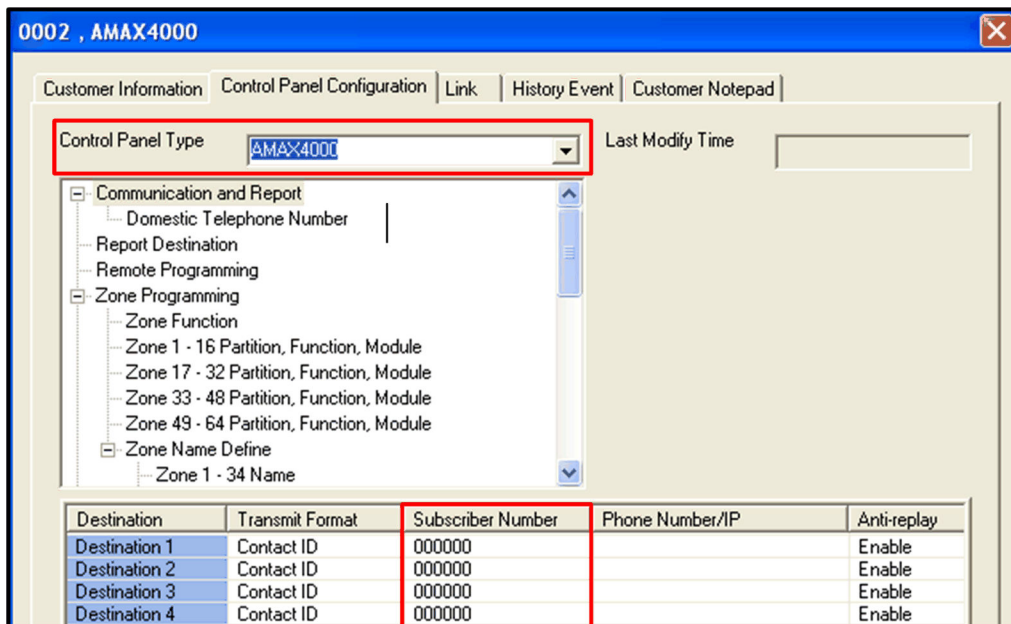 0002 , AMAX4000
Customer Information Control Panel Configuration Link History Event Customer Notepad
Control Panel Type AMAX4000 Last Modify Time
Communication and Report
Domestic Telephone Number
Report Destination
Remote Programming
Zone Programming
Zone Function
Zone 1 - 16 Partition, Function, Module
Zone 17 - 32 Partition, Function, Module
Zone 33 - 48 Partition, Function, Module
Zone 49 - 64 Partition, Function, Module
Zone Name Define
Zone 1 - 34 Name
Destination Transmit Format Subscriber Number Phone Number/IP Anti-replay
Destination 1 Contact ID 000000 Enable
Destination 2 Contact ID 000000 Enable
Destination 3 Contact ID 000000 Enable
Destination 4 Contact ID 000000 Enable